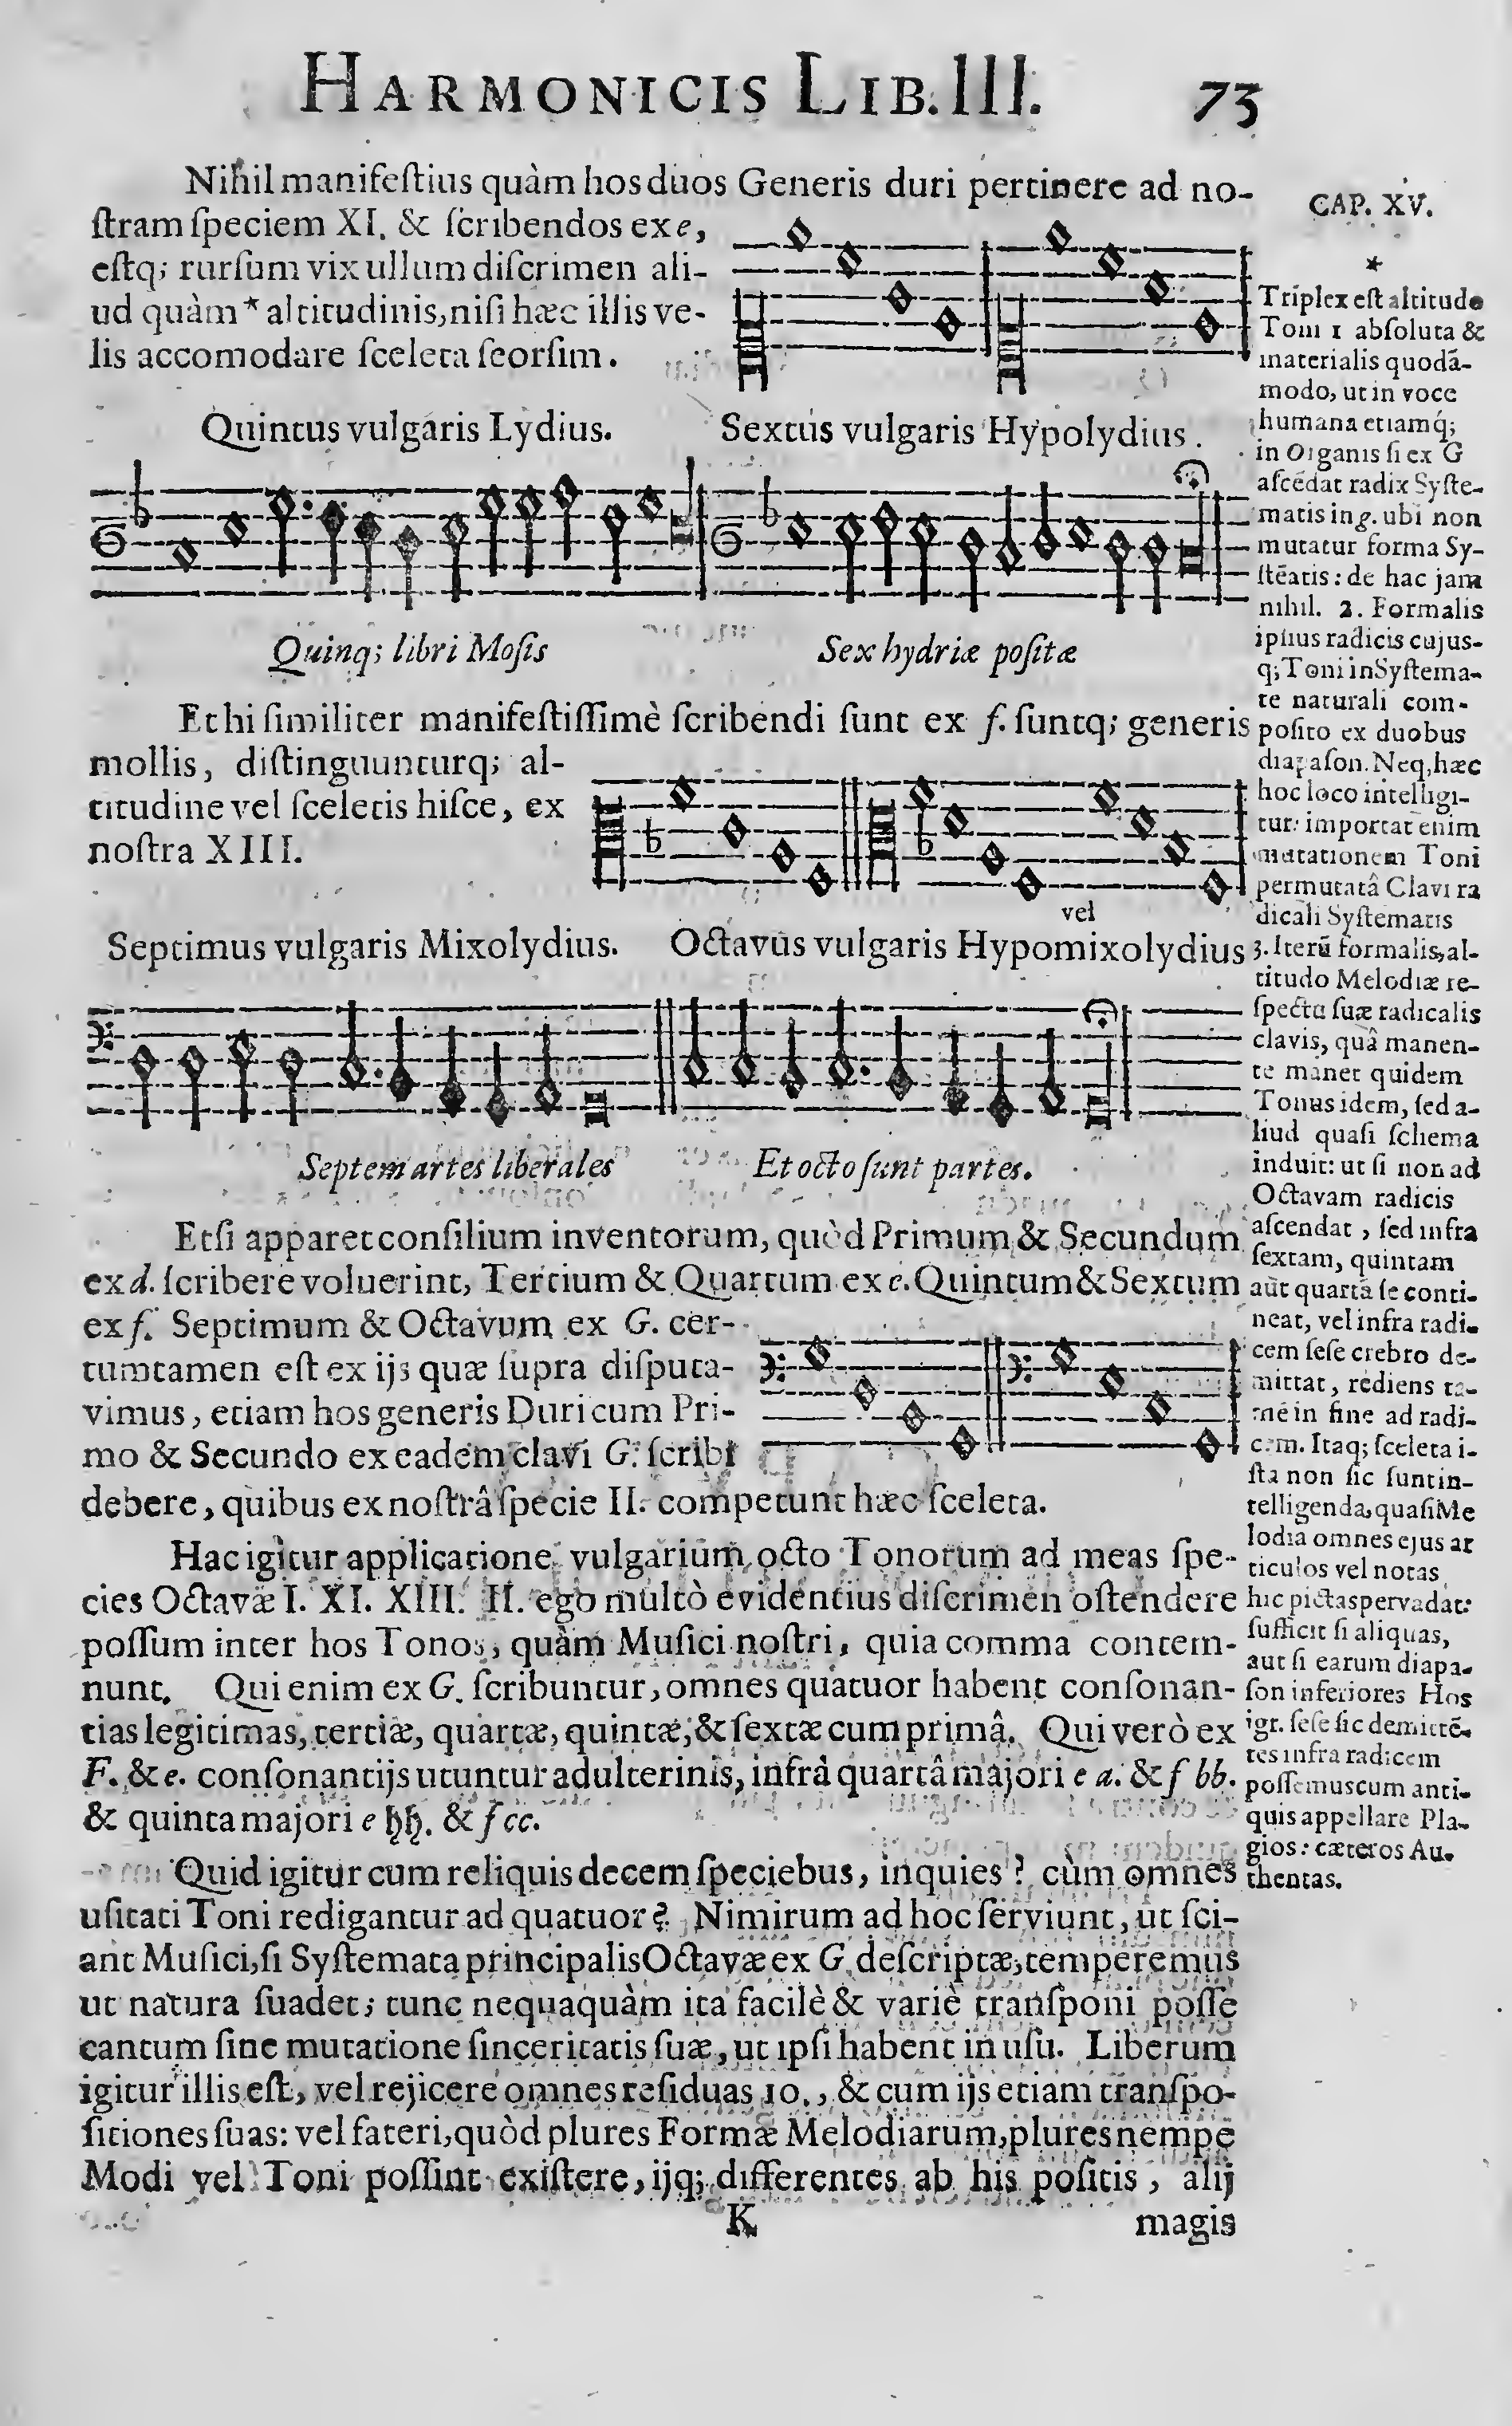 HARMONICIS LIB. III. 73
Nihil manifeſtius quàm hos duos Generis duri pertinere ad no-
ſtram ſpeciem XI. & ſcribendos ex e,
eſtq; rurſum vix ullum diſcrimen ali-
ud quàm * altitudinis, niſi hæc illis ve-
lis accomodare ſceleta ſeorſim.
Quintus vulgaris Lydius. Sextus vulgaris Hypolydius.
Quinq; libri Moſis Sex hydriæ poſitæ
Et hi ſimiliter manifeſtiſſimè ſcribendi ſunt ex f. ſuntq; generis
mollis, diſtinguunturq; al-
titudine vel ſceletis hiſce, ex
noſtra XIII.
vel
Septimus vulgaris Mixolydius. Octavus vulgaris Hypomixolydius
Septem artes liberales Et octo ſunt partes.
Etſi apparet conſilium inventorum, quòd Primum & Secundum
ex d. ſcribere voluerint, Tertium & Quartum ex e. Quintum & Sextum
ex f. Septimum & Octavum ex G. cer-
tum tamen eſt ex ijs quæ ſupra diſputa-
vimus, etiam hos generis Duri cum Pri-
mo & Secundo ex eadem clavi G. ſcribi
debere, quibus ex noſtrâ ſpecie II. competunt hæc ſceleta.
Hac igitur applicatione vulgarium octo Tonorum ad meas ſpe-
cies Octavæ I. XI. XIII. II. ego multò evidentius diſcrimen oſtendere
poſſum inter hos Tonos, quàm Muſici noſtri, quia comma contem-
nunt. Qui enim ex G. ſcribuntur, omnes quatuor habent conſonan-
tias legitimas, tertiæ, quartæ, quintæ, & ſextæ cum primâ. Qui verò ex
F. & e. conſonantijs utuntur adulterinis, infrà quartâ majori e a. & f bb.
& quinta majori e ♮♮. & f cc.
Quid igitur cum reliquis decem ſpeciebus, inquies? cùm omnes
uſitati Toni redigantur ad quatuor? Nimirum ad hoc ſerviunt, ut ſci-
ant Muſici, ſi Syſtemata principalis Octavæ ex G. deſcriptæ, temperemus
ut natura ſuadet; tunc nequaquàm ita facilè & variè tranſponi poſſe
cantum ſine mutatione ſinceritatis ſuæ, ut ipſi habent in uſu. Liberum
igitur illis eſt, vel rejicere omnes reſiduas 10., & cum ijs etiam tranſpo-
ſitiones ſuas: vel fateri, quòd plures Formæ Melodiarum, plures nempe
Modi vel Toni poſſint exiſtere, ijq; differentes ab his poſitis, alij
K magis
CAP. XV.
*
Triplex eſt altitudo
Toni 1 abſoluta &
materialis quodā-
modo, ut in voce
humana etiamq́;
in Organis ſi ex G
aſcēdat radix Syſte-
matis in g. ubi non
mutatur forma Sy-
ſtēatis: de hac jam
nihil. 2. Formalis
ipſius radicis cujus-
q; Toni in Syſtema-
te naturali com-
poſito ex duobus
diapaſon. Neq, hæc
hoc loco intelligi-
tur: importat enim
mutationem Toni
permutatâ Clavi ra
dicali Syſtematis
3. Iterū formalis, al-
titudo Melodiæ re-
ſpectu ſuæ radicalis
clavis, quâ manen-
te manet quidem
Tonus idem, ſed a-
liud quaſi ſchema
induit: ut ſi non ad
Octavam radicis
aſcendat, ſed infra
ſextam, quintam
aut quartā ſe conti-
neat, vel infra radi-
cem ſeſe crebro de-
mittat, rediens ta-
mē in fine ad radi-
cem. Itaq; ſceleta i-
ſta non ſic ſunt in-
telligenda, quaſi Me
lodia omnes ejus ar
ticulos vel notas
hic pictas pervadat:
ſufficit ſi aliquas,
aut ſi earum diapa-
ſon inferiores Hos
igr. ſeſe ſic demittē-
tes infra radicem
poſſemus cum anti-
quis appellare Pla-
gios: cæteros Au-
thentas.